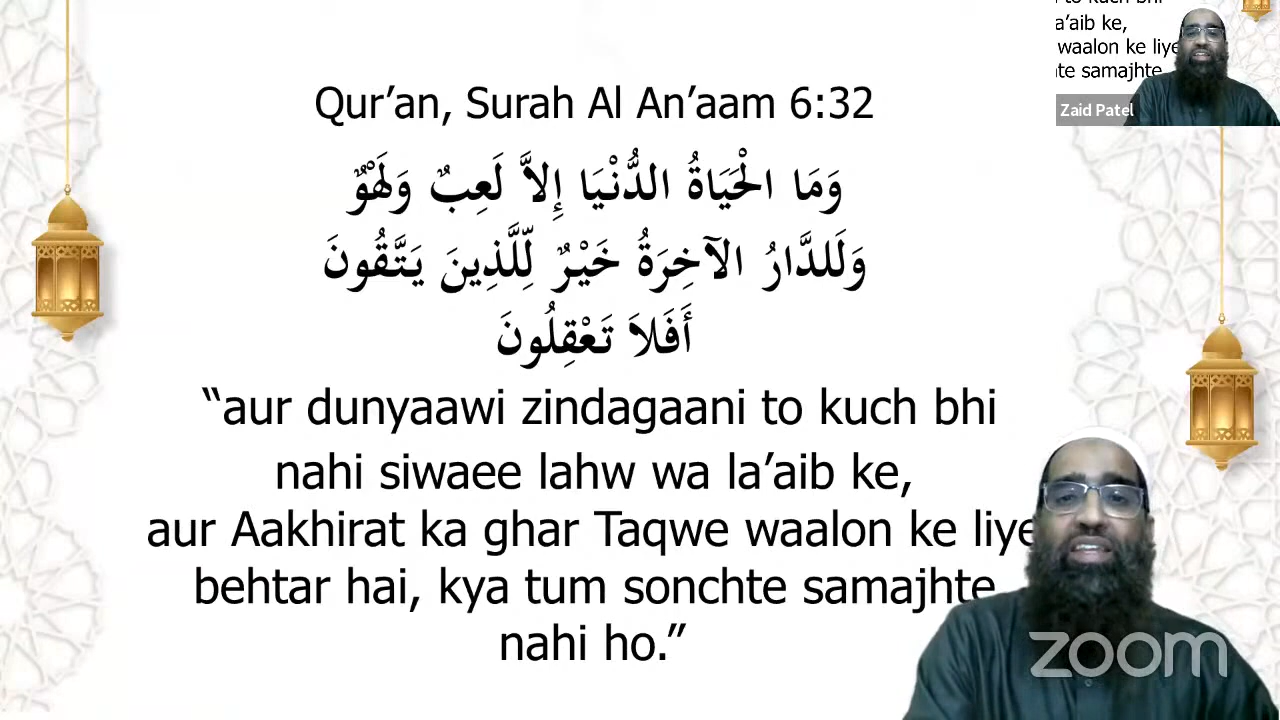 Qur’an, Surah Al An’aam 6:32
وَمَا الْحَيَاةُ الدُّنْيَا إِلاَّ لَعِبٌ وَلَهْوٌ
وَلَلدَّارُ الآخِرَةُ خَيْرٌ لِّلَّذِينَ يَتَّقُونَ
أَفَلاَ تَعْقِلُونَ
“aur dunyaawi zindagaani to kuch bhi
nahi siwaee lahw wa la’aib ke,
aur Aakhirat ka ghar Taqwe waalon ke liye
behtar hai, kya tum sonchte samajhte
nahi ho.”
a’aib ke,
waalon ke liye
samajhte
Zaid Patel
zoom